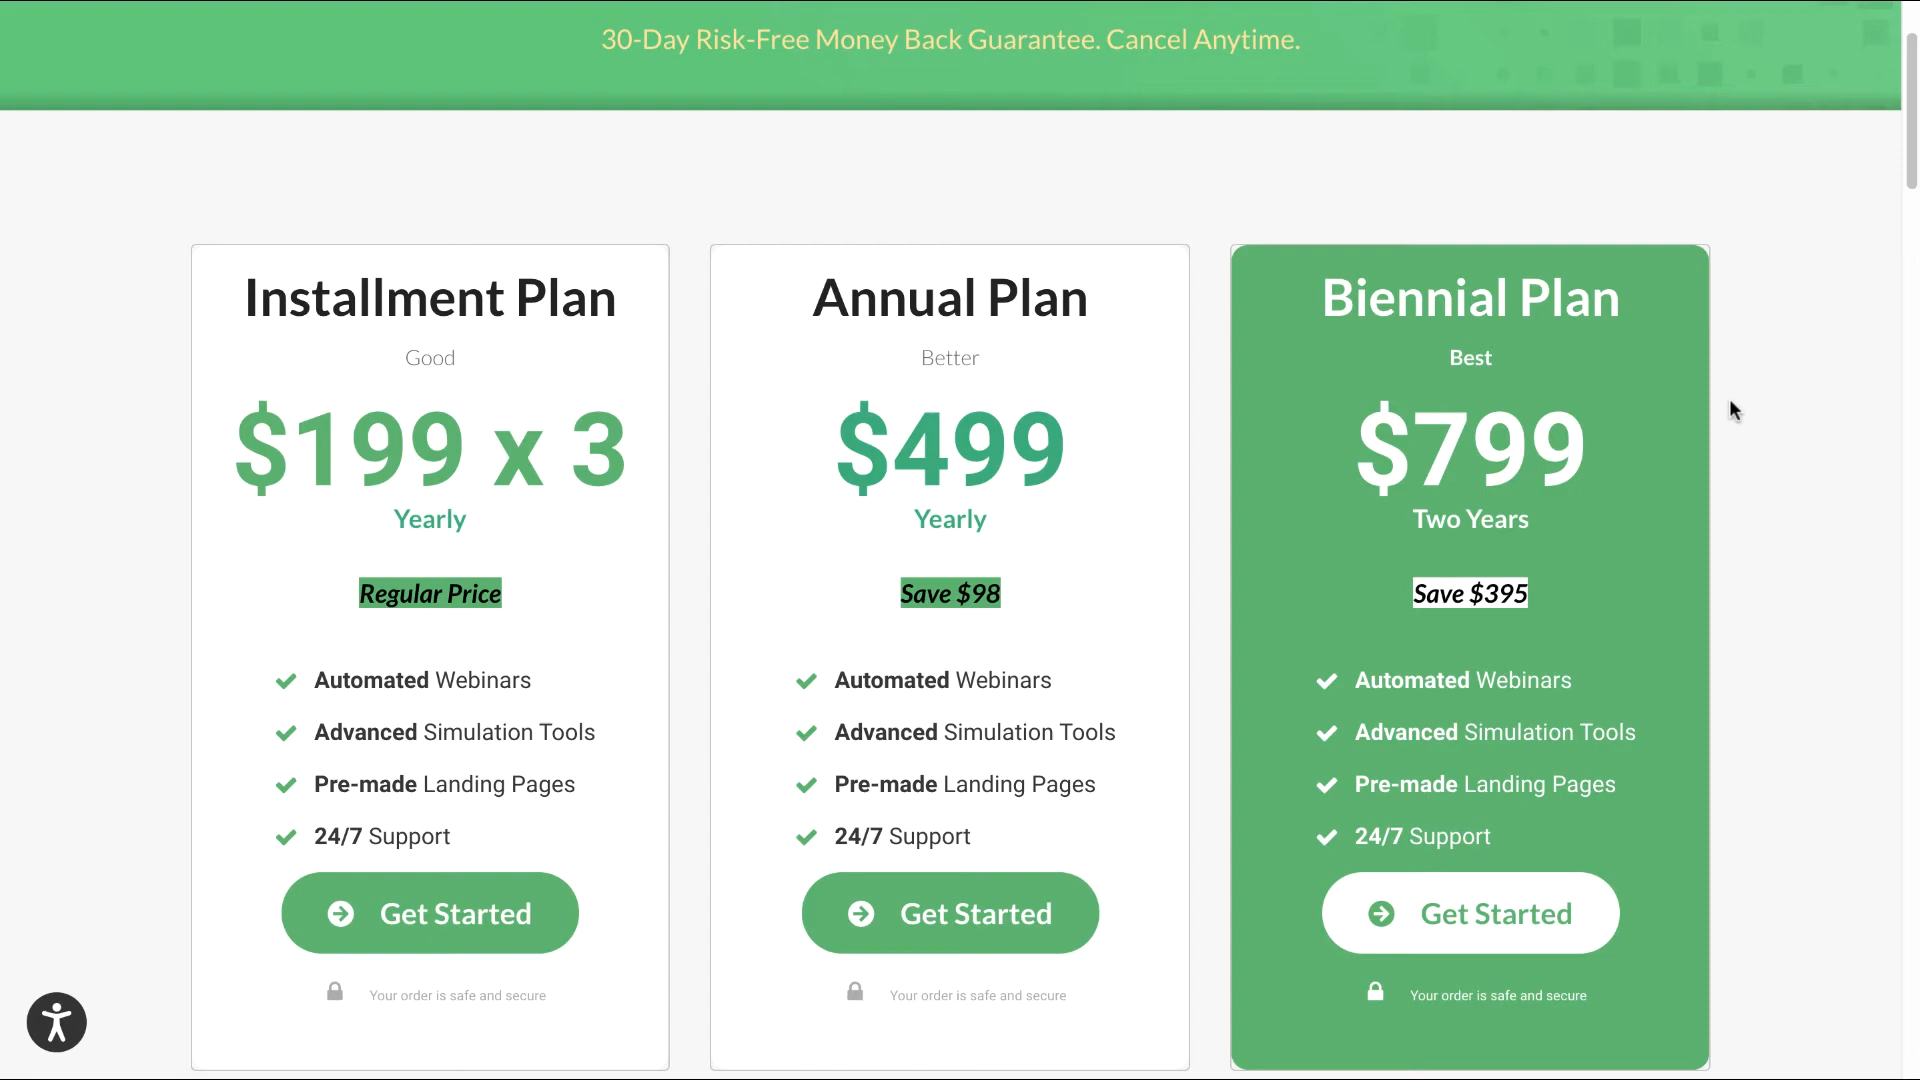 30-Day Risk-Free Money Back Guarantee. Cancel Anytime.
Installment Plan
Good
$199 x 3
Yearly
Regular Price
Automated Webinars
Advanced Simulation Tools
Pre-made Landing Pages
24/7 Support
Get Started
Your order is safe and secure
Annual Plan
Better
$499
Yearly
Save $98
Automated Webinars
Advanced Simulation Tools
Pre-made Landing Pages
24/7 Support
Get Started
Your order is safe and secure
Biennial Plan
Best
$799
Two Years
Save $395
Automated Webinars
Advanced Simulation Tools
Pre-made Landing Pages
24/7 Support
Get Started
Your order is safe and secure